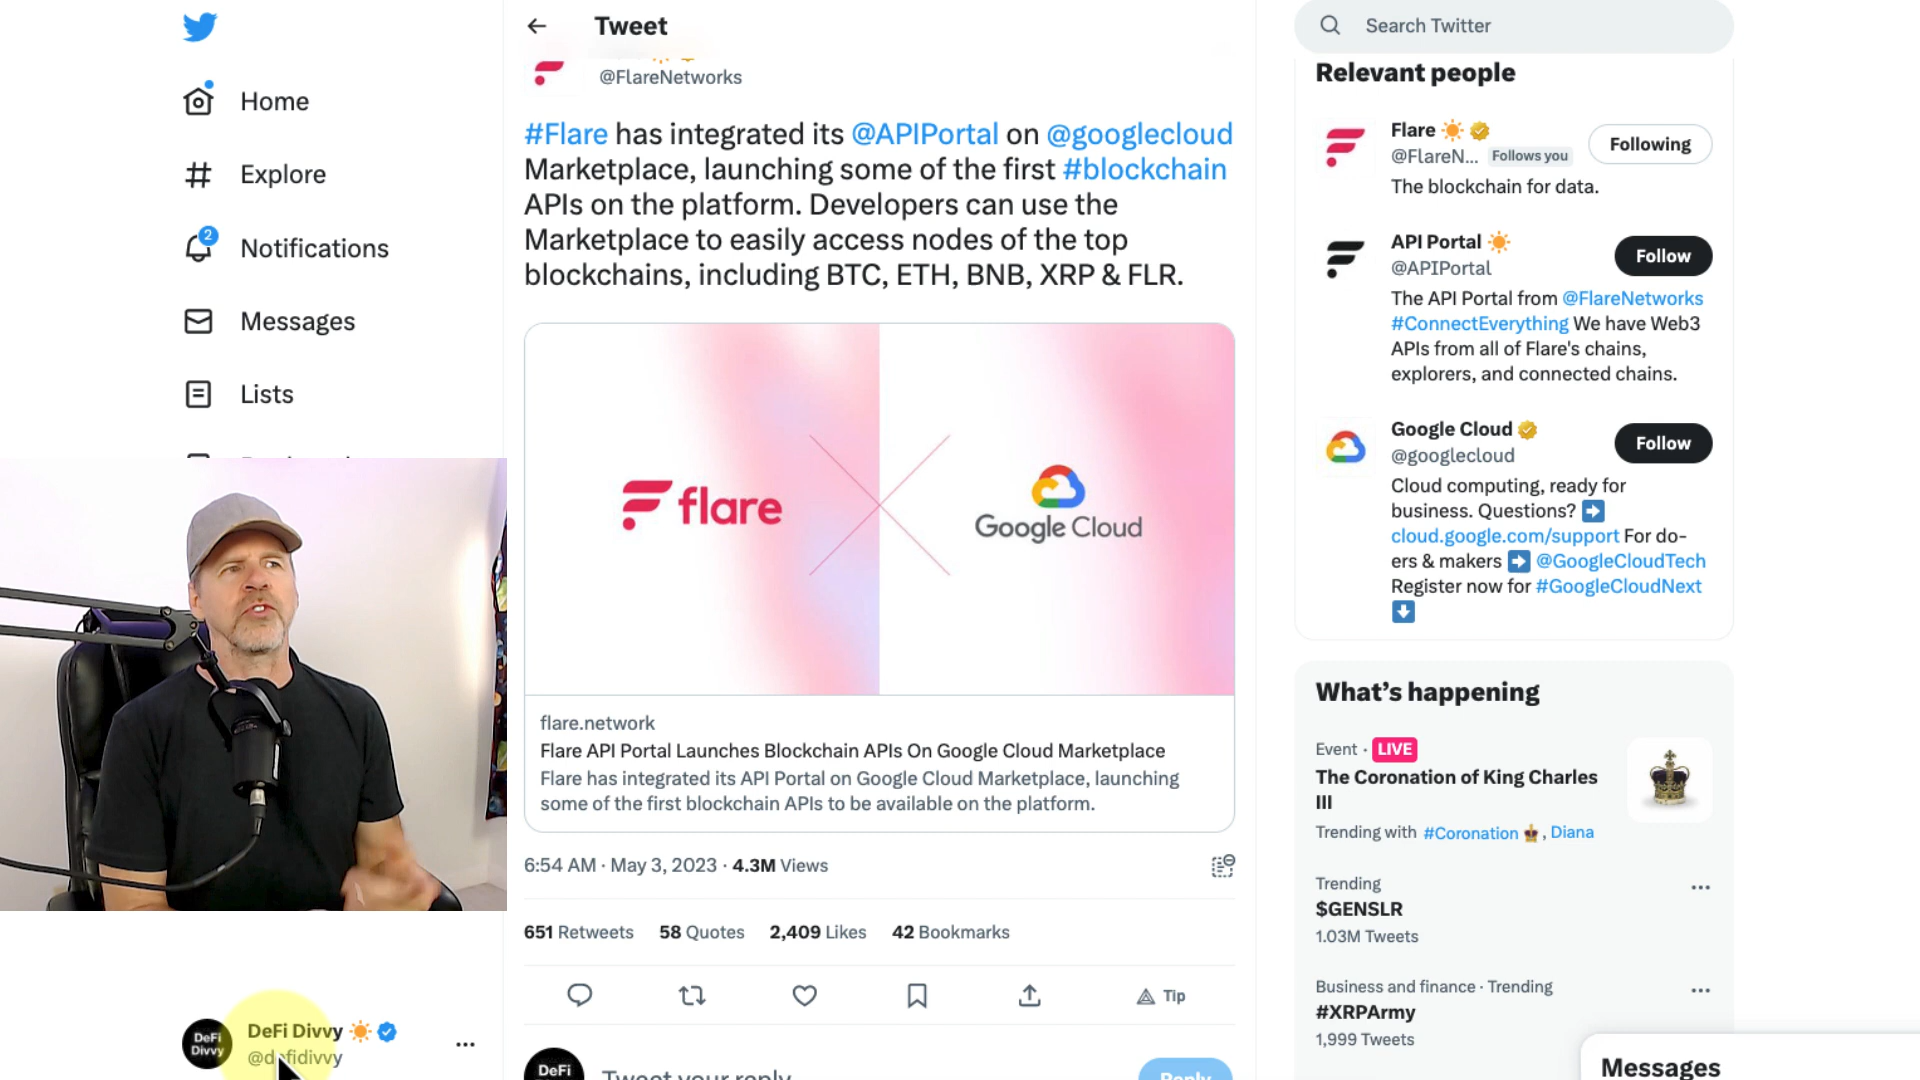 Home
Explore
2
Notifications
Messages
Lists
DeFi
Divvy
DeFi Divvy
@defidivvy
Tweet
@FlareNetworks
#Flare has integrated its @APIPortal on @googlecloud
Marketplace, launching some of the first #blockchain
APIs on the platform. Developers can use the
Marketplace to easily access nodes of the top
blockchains, including BTC, ETH, BNB, XRP & FLR.
flare
Google Cloud
flare.network
Flare API Portal Launches Blockchain APIs On Google Cloud Marketplace
Flare has integrated its API Portal on Google Cloud Marketplace, launching
some of the first blockchain APIs to be available on the platform.
6:54 AM · May 3, 2023 · 4.3M Views
651 Retweets 58 Quotes 2,409 Likes 42 Bookmarks
Tip
DeFi
Tweet your reply
Reply
Search Twitter
Relevant people
Flare
@FlareN... Follows you
Following
The blockchain for data.
API Portal
@APIPortal
Follow
The API Portal from @FlareNetworks
#ConnectEverything We have Web3
APIs from all of Flare's chains,
explorers, and connected chains.
Google Cloud
@googlecloud
Follow
Cloud computing, ready for
business. Questions?
cloud.google.com/support For do-
ers & makers @GoogleCloudTech
Register now for #GoogleCloudNext
What's happening
Event · LIVE
The Coronation of King Charles
III
Trending with #Coronation , Diana
Trending
$GENSLR
1.03M Tweets
Business and finance · Trending
#XRPArmy
1,999 Tweets
Messages